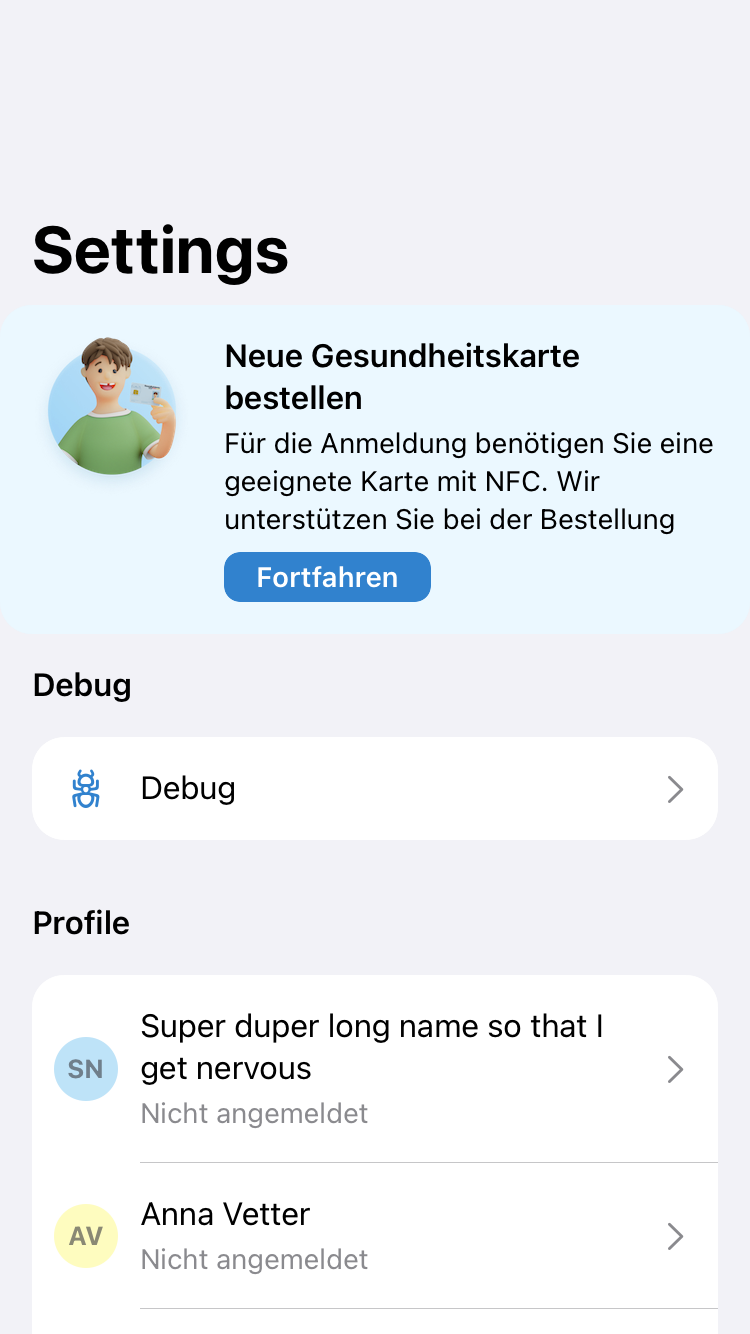 Settings
Neue Gesundheitskarte
bestellen
Für die Anmeldung benötigen Sie eine
geeignete Karte mit NFC. Wir
unterstützen Sie bei der Bestellung
Fortfahren
Debug
Debug
Profile
SN
Super duper long name so that I
get nervous
Nicht angemeldet
AV
Anna Vetter
Nicht angemeldet